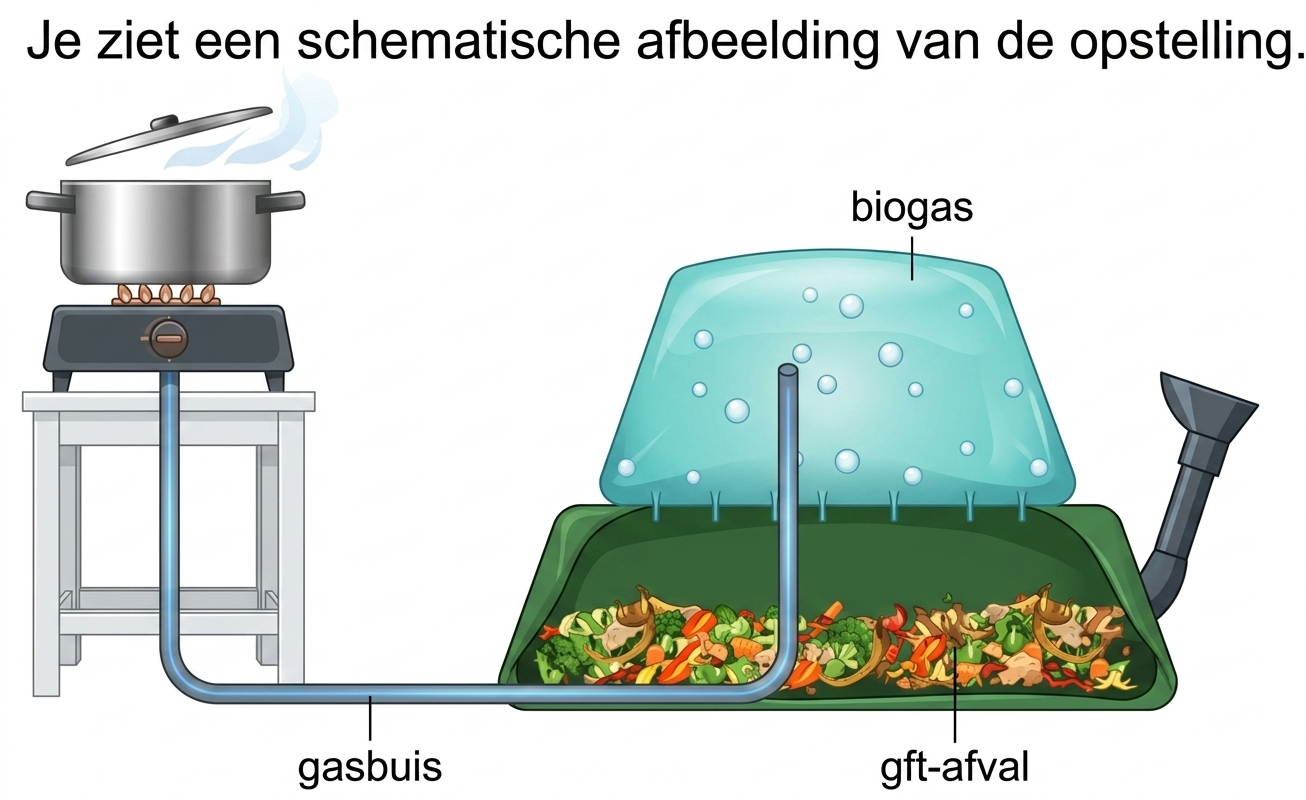 Je ziet een schematische afbeelding van de opstelling.
biogas
gasbuis
gft-afval